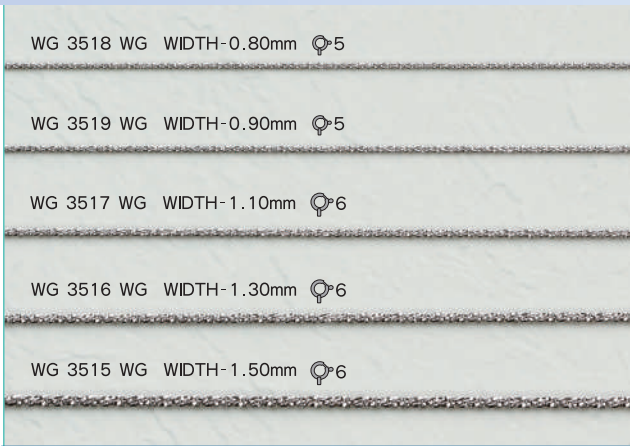 WG 3518 WG WIDTH-0.80mm 5
WG 3519 WG WIDTH-0.90mm 5
WG 3517 WG WIDTH-1.10mm 6
WG 3516 WG WIDTH-1.30mm 6
WG 3515 WG WIDTH-1.50mm 6